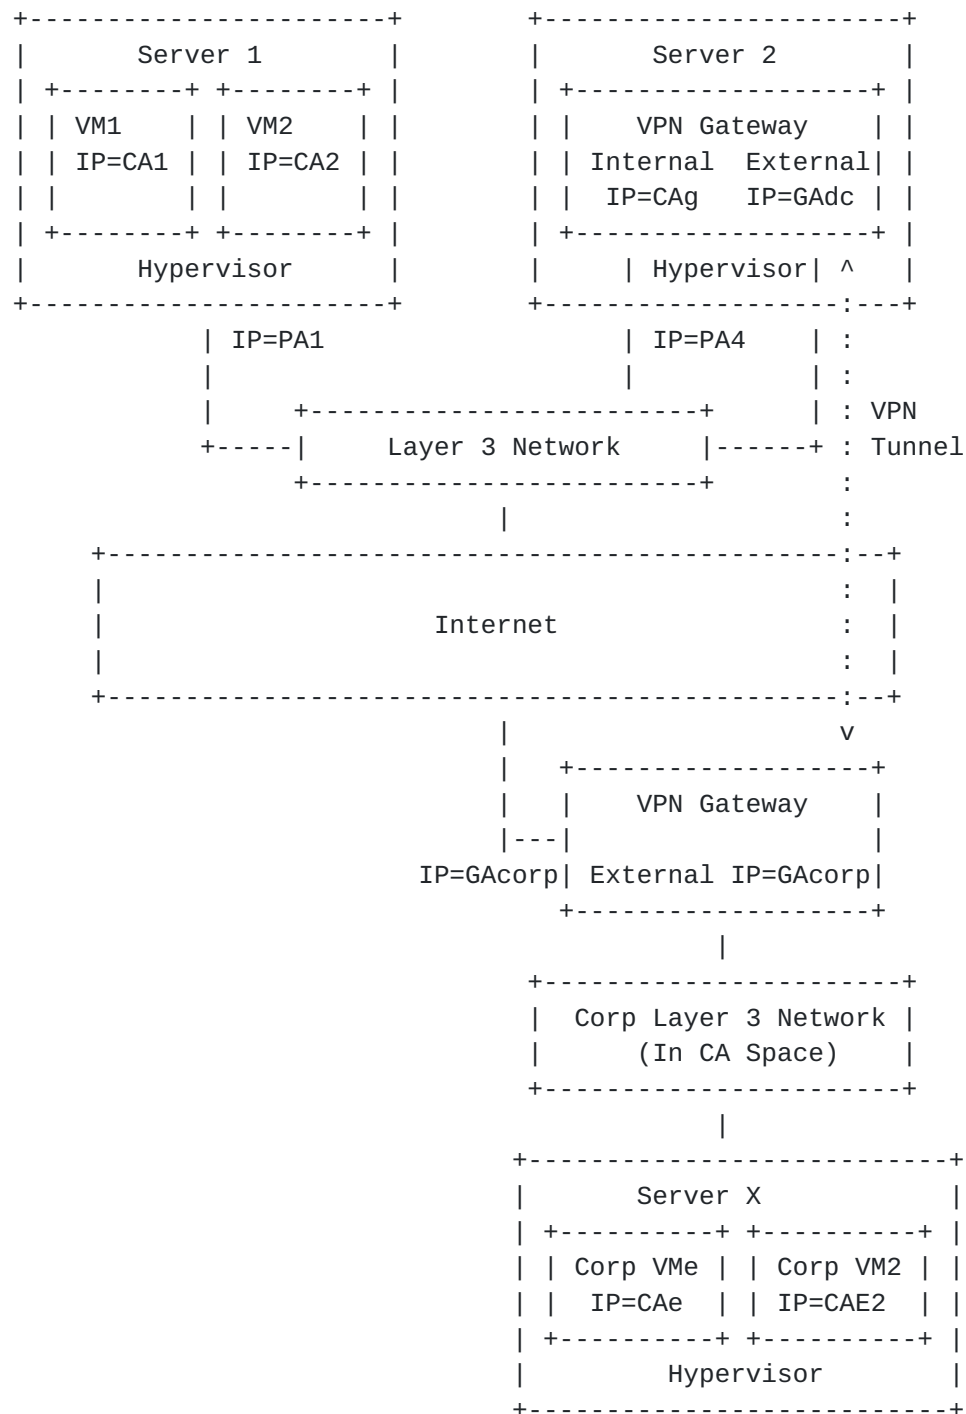 Server 1 Server 2
VM1 VM2 VPN Gateway
IP=CA1 IP=CA2 Internal External
IP=CAg IP=GAdc
Hypervisor Hypervisor
IP=PA1 IP=PA4
VPN
Layer 3 Network Tunnel
Internet
VPN Gateway
IP=GAcorp External IP=GAcorp
Corp Layer 3 Network
(In CA Space)
Server X
Corp VMe Corp VM2
IP=CAe IP=CAE2
Hypervisor